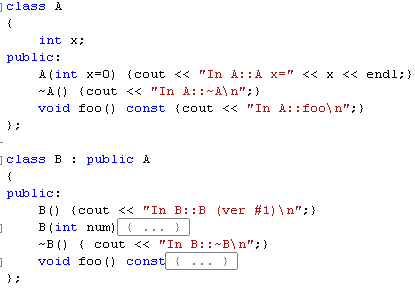 class A
{
int x;
public:
A(int x=0) {cout << "In A::A x=" << x << endl;}
~A() {cout << "In A::~A\n";}
void foo() const {cout << "In A::foo\n";}
};
class B : public A
{
public:
B() {cout << "In B::B (ver #1)\n";}
B(int num) { ... }
~B() { cout << "In B::~B\n";}
void foo() const { ... }
};